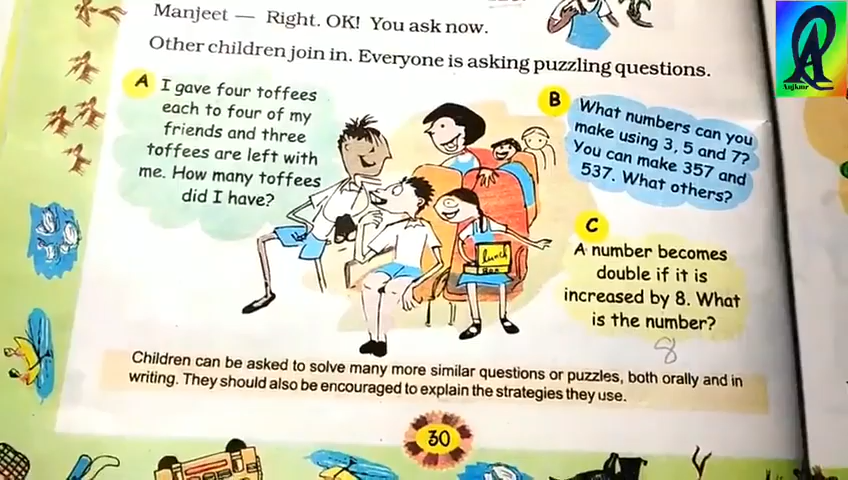 Manjeet — Right. OK! You ask now.
Other children join in. Everyone is asking puzzling questions.
A
I gave four toffees
each to four of my
friends and three
toffees are left with
me. How many toffees
did I have?
B
What numbers can you
make using 3, 5 and 7?
You can make 357 and
537. What others?
C
A number becomes
double if it is
increased by 8. What
is the number?
8
lunch
Box
Children can be asked to solve many more similar questions or puzzles, both orally and in
writing. They should also be encouraged to explain the strategies they use.
30